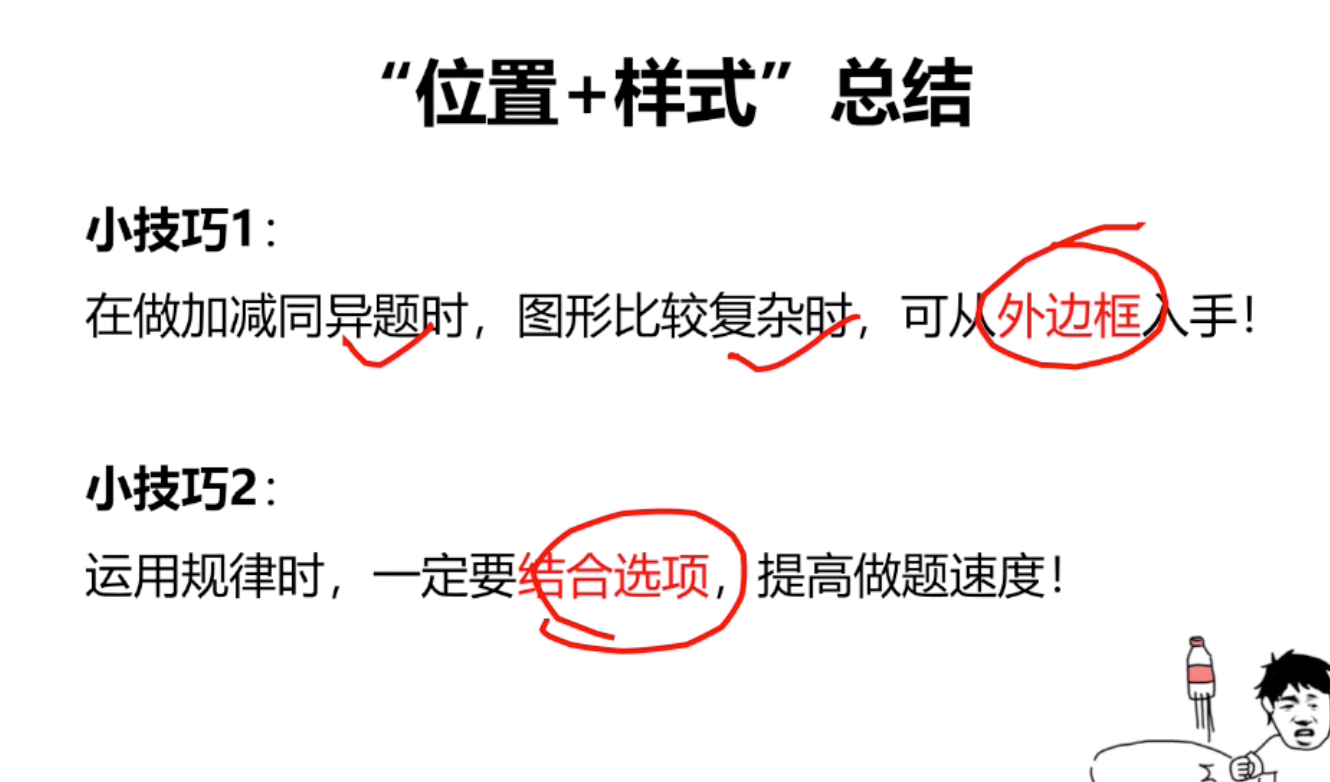 “位置+样式”总结
小技巧1：
在做加减同异题时，图形比较复杂时，可从外边框入手！
小技巧2：
运用规律时，一定要结合选项，提高做题速度！